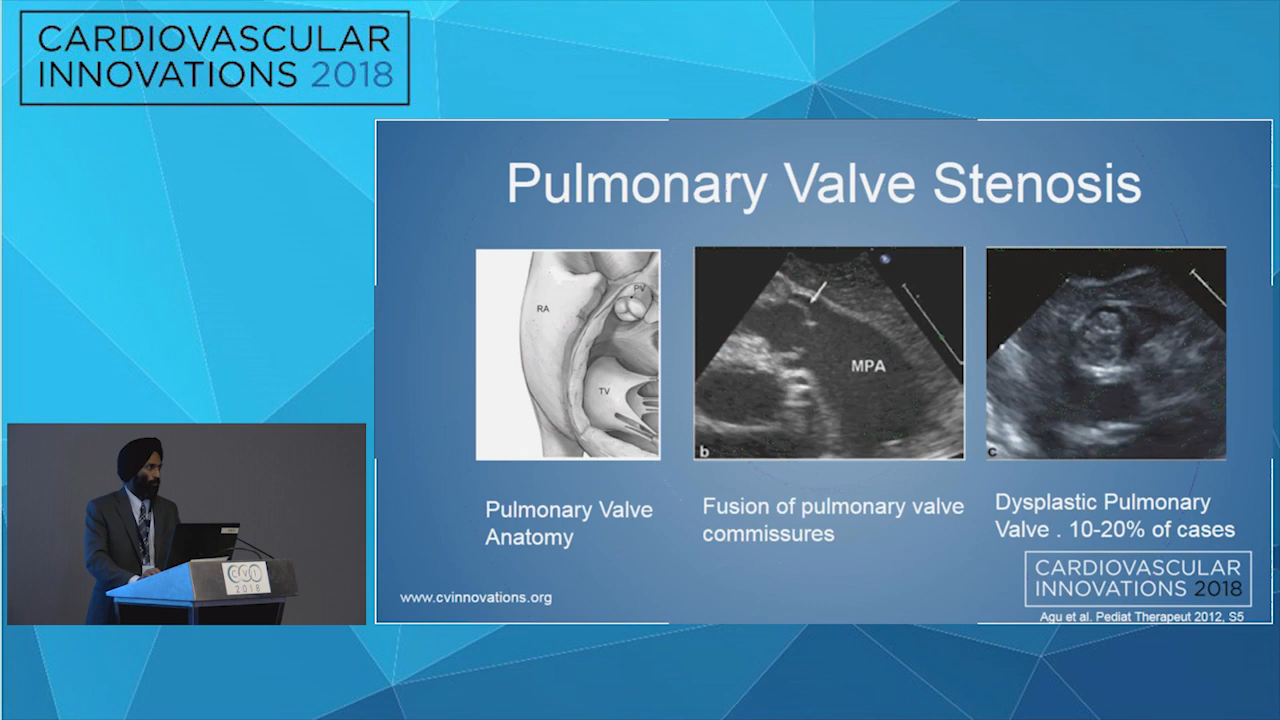 CARDIOVASCULAR
INNOVATIONS 2018
Pulmonary Valve Stenosis
RA
PV
TV
MPA
b
c
Pulmonary Valve
Anatomy
Fusion of pulmonary valve
commissures
Dysplastic Pulmonary
Valve . 10-20% of cases
CARDIOVASCULAR
INNOVATIONS 2018
www.cvinnovations.org
Agu et al. Pediat Therapeut 2012, S5
CVI
2018